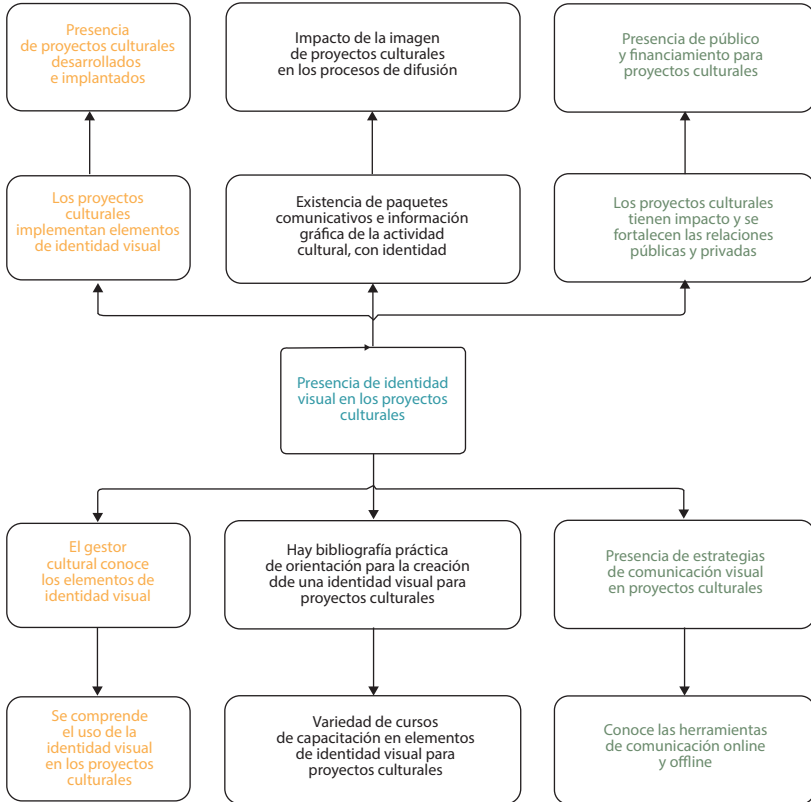 Presencia
de proyectos culturales
desarrollados
e implantados
Impacto de la imagen
de proyectos culturales
en los procesos de difusión
Presencia de público
y financiamiento para
proyectos culturales
Los proyectos
culturales
implementan elementos
de identidad visual
Existencia de paquetes
comunicativos e información
gráfica de la actividad
cultural, con identidad
Los proyectos culturales
tienen impacto y se
fortalecen las relaciones
públicas y privadas
Presencia de identidad
visual en los proyectos
culturales
El gestor
cultural conoce
los elementos de
identidad visual
Hay bibliografía práctica
de orientación para la creación
dde una identidad visual para
proyectos culturales
Presencia de estrategias
de comunicación visual
en proyectos culturales
Se comprende
el uso de la
identidad visual
en los proyectos
culturales
Variedad de cursos
de capacitación en elementos
de identidad visual para
proyectos culturales
Conoce las herramientas
de comunicación online
y offline